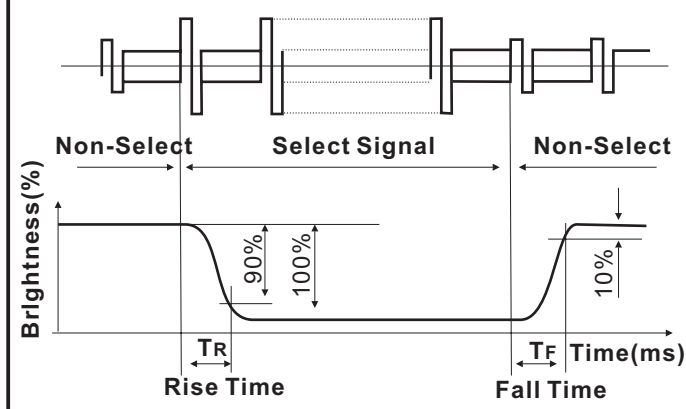 Non-Select Select Signal Non-Select
BrIghtness(%)
90%
100%
10%
TR TF Time(ms)
Rise Time Fall Time